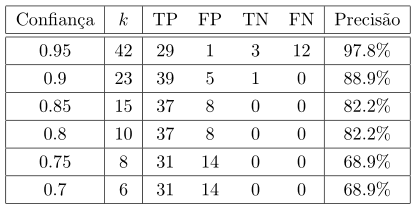 Confiança k TP FP TN FN Precisão
0.95 42 29 1 3 12 97.8%
0.9 23 39 5 1 0 88.9%
0.85 15 37 8 0 0 82.2%
0.8 10 37 8 0 0 82.2%
0.75 8 31 14 0 0 68.9%
0.7 6 31 14 0 0 68.9%